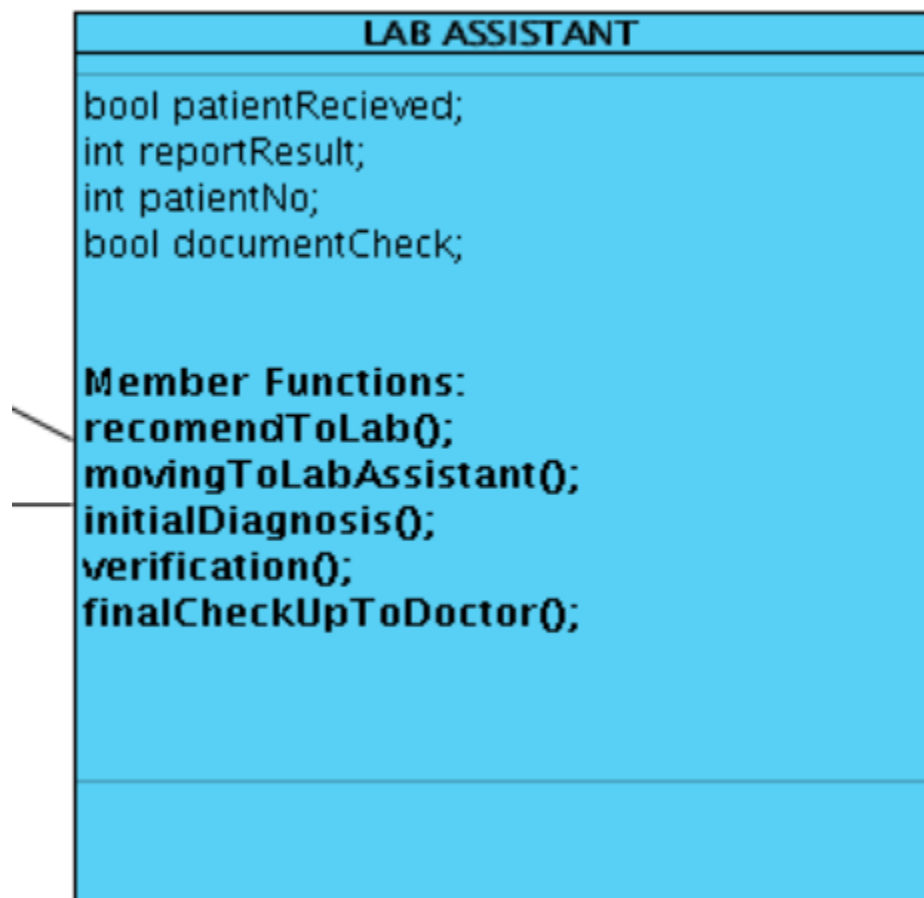 LAB ASSISTANT
bool patientRecieved;
int reportResult;
int patientNo;
bool documentCheck;
Member Functions:
recomendToLab();
movingToLabAssistant();
initialDiagnosis();
verification();
finalCheckUpToDoctor();